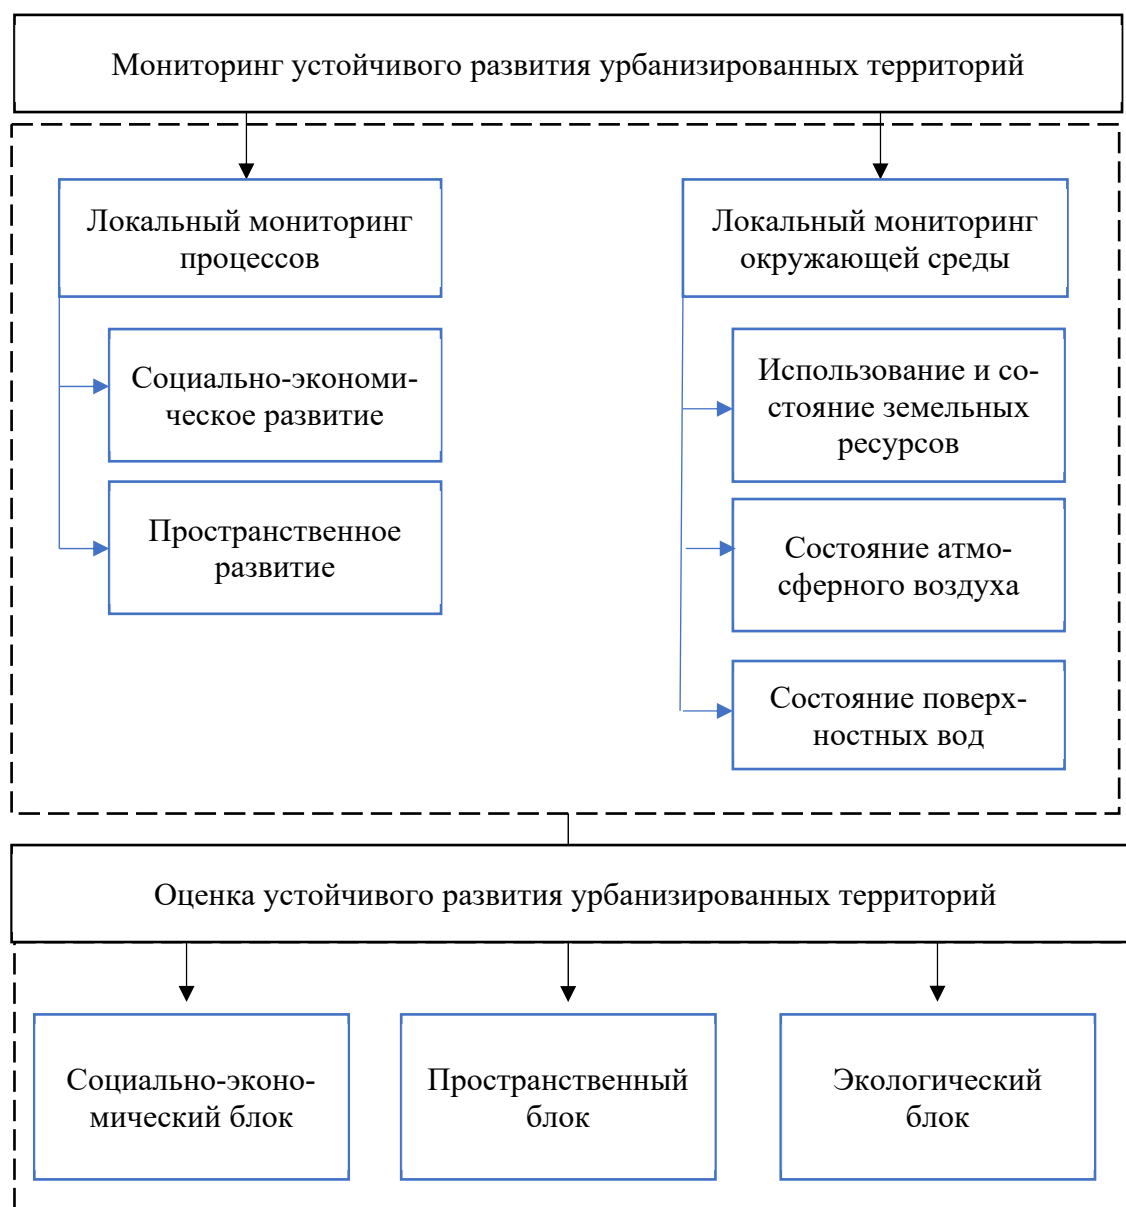 Мониторинг устойчивого развития урбанизированных территорий
Локальный мониторинг
процессов
Социально-экономи-
ческое развитие
Пространственное
развитие
Локальный мониторинг
окружающей среды
Использование и со-
стояние земельных
ресурсов
Состояние атмо-
сферного воздуха
Состояние поверх-
ностных вод
Оценка устойчивого развития урбанизированных территорий
Социально-эконо-
мический блок
Пространственный
блок
Экологический
блок